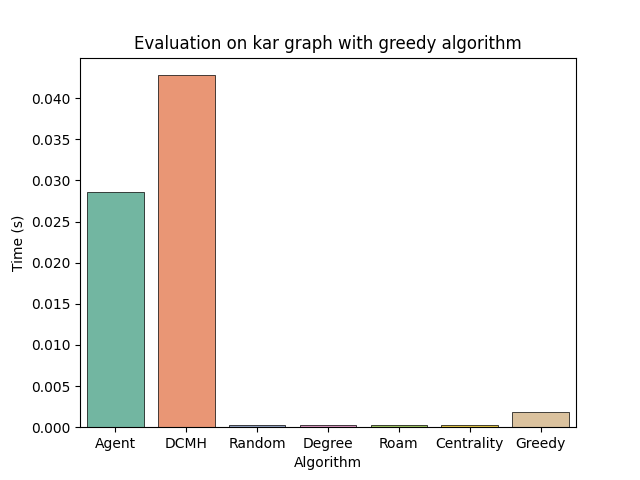 Evaluation on kar graph with greedy algorithm
0.040
0.035
0.030
0.025
0.020
0.015
0.010
0.005
0.000
Time (s)
Agent DCMH Random Degree Roam Centrality Greedy
Algorithm